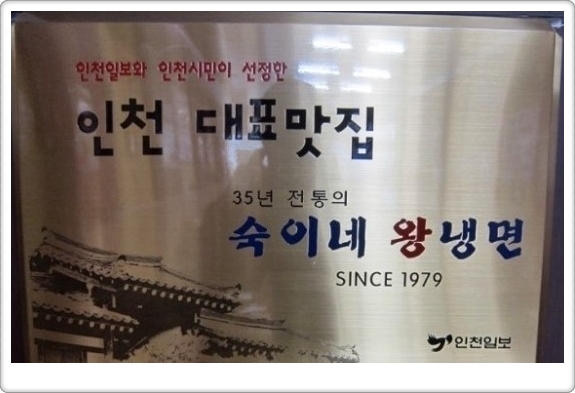 인천일보와 인천시민이 선정한
인천 대표맛집
35년 전통의
숙이네 왕냉면
SINCE 1979
인천일보